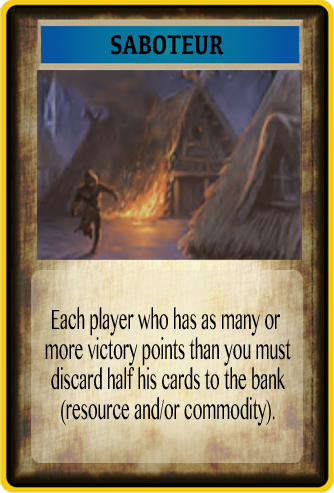 SABOTEUR
Each player who has as many or
more victory points than you must
discard half his cards to the bank
(resource and/or commodity).